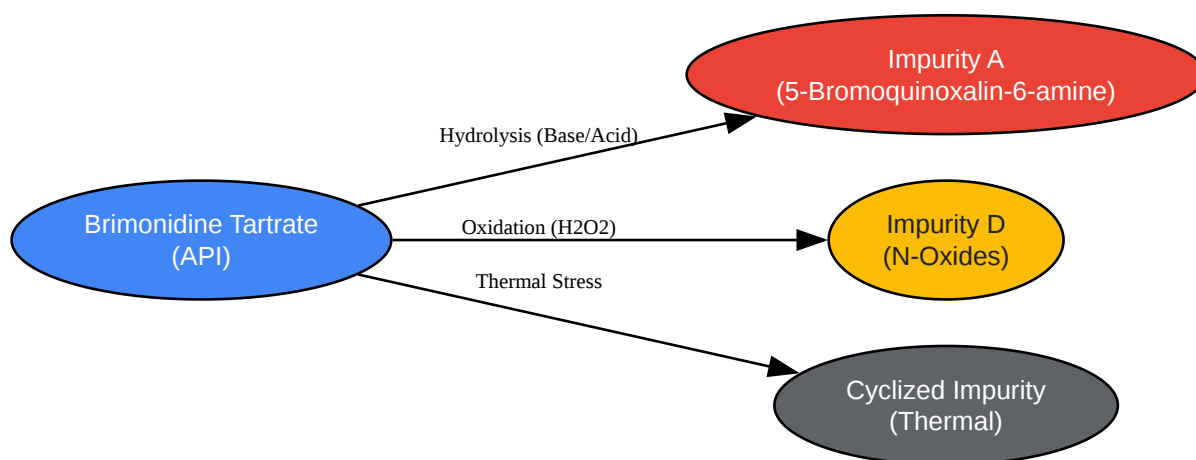 Impurity A
(5-Bromoquinoxalin-6-amine)
Hydrolysis (Base/Acid)
Brimonidine Tartrate
(API)
Oxidation (H2O2)
Impurity D
(N-Oxides)
Thermal Stress
Cyclized Impurity
(Thermal)